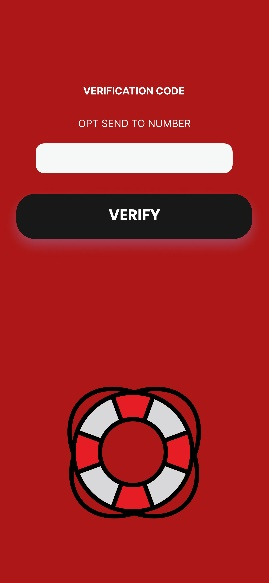 VERIFICATION CODE
OPT SEND TO NUMBER
VERIFY